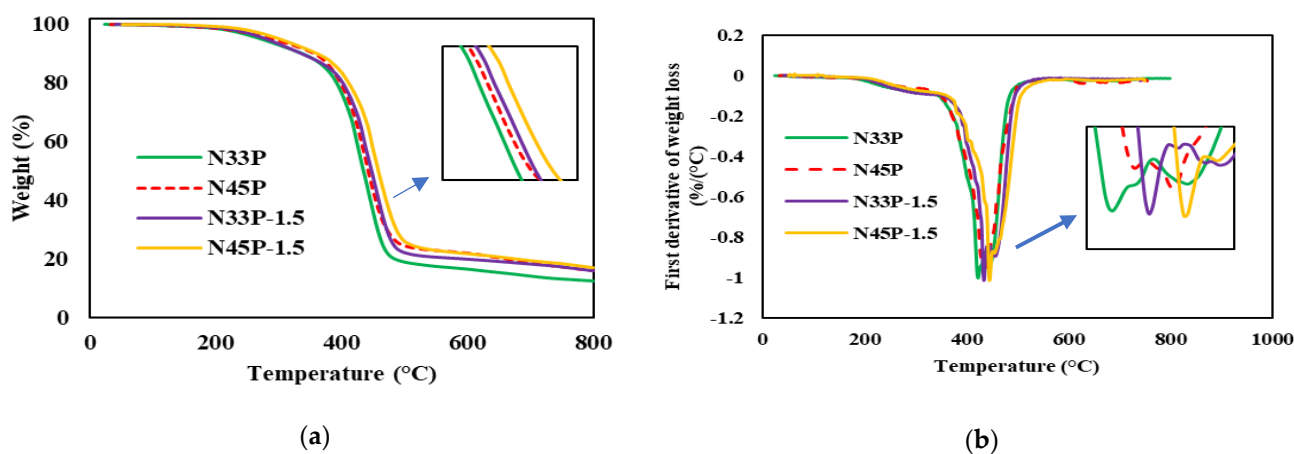 100
80
60
40
20
0
Weight (%)
N33P
N45P
N33P-1.5
N45P-1.5
0
200
400
600
800
Temperature (°C)
(a)
0.2
0
-0.2
-0.4
-0.6
-0.8
-1
-1.2
First derivative of weight loss
(%/(°C)
N33P
N45P
N33P-1.5
N45P-1.5
0
200
400
600
800
1000
Temperature (°C)
(b)